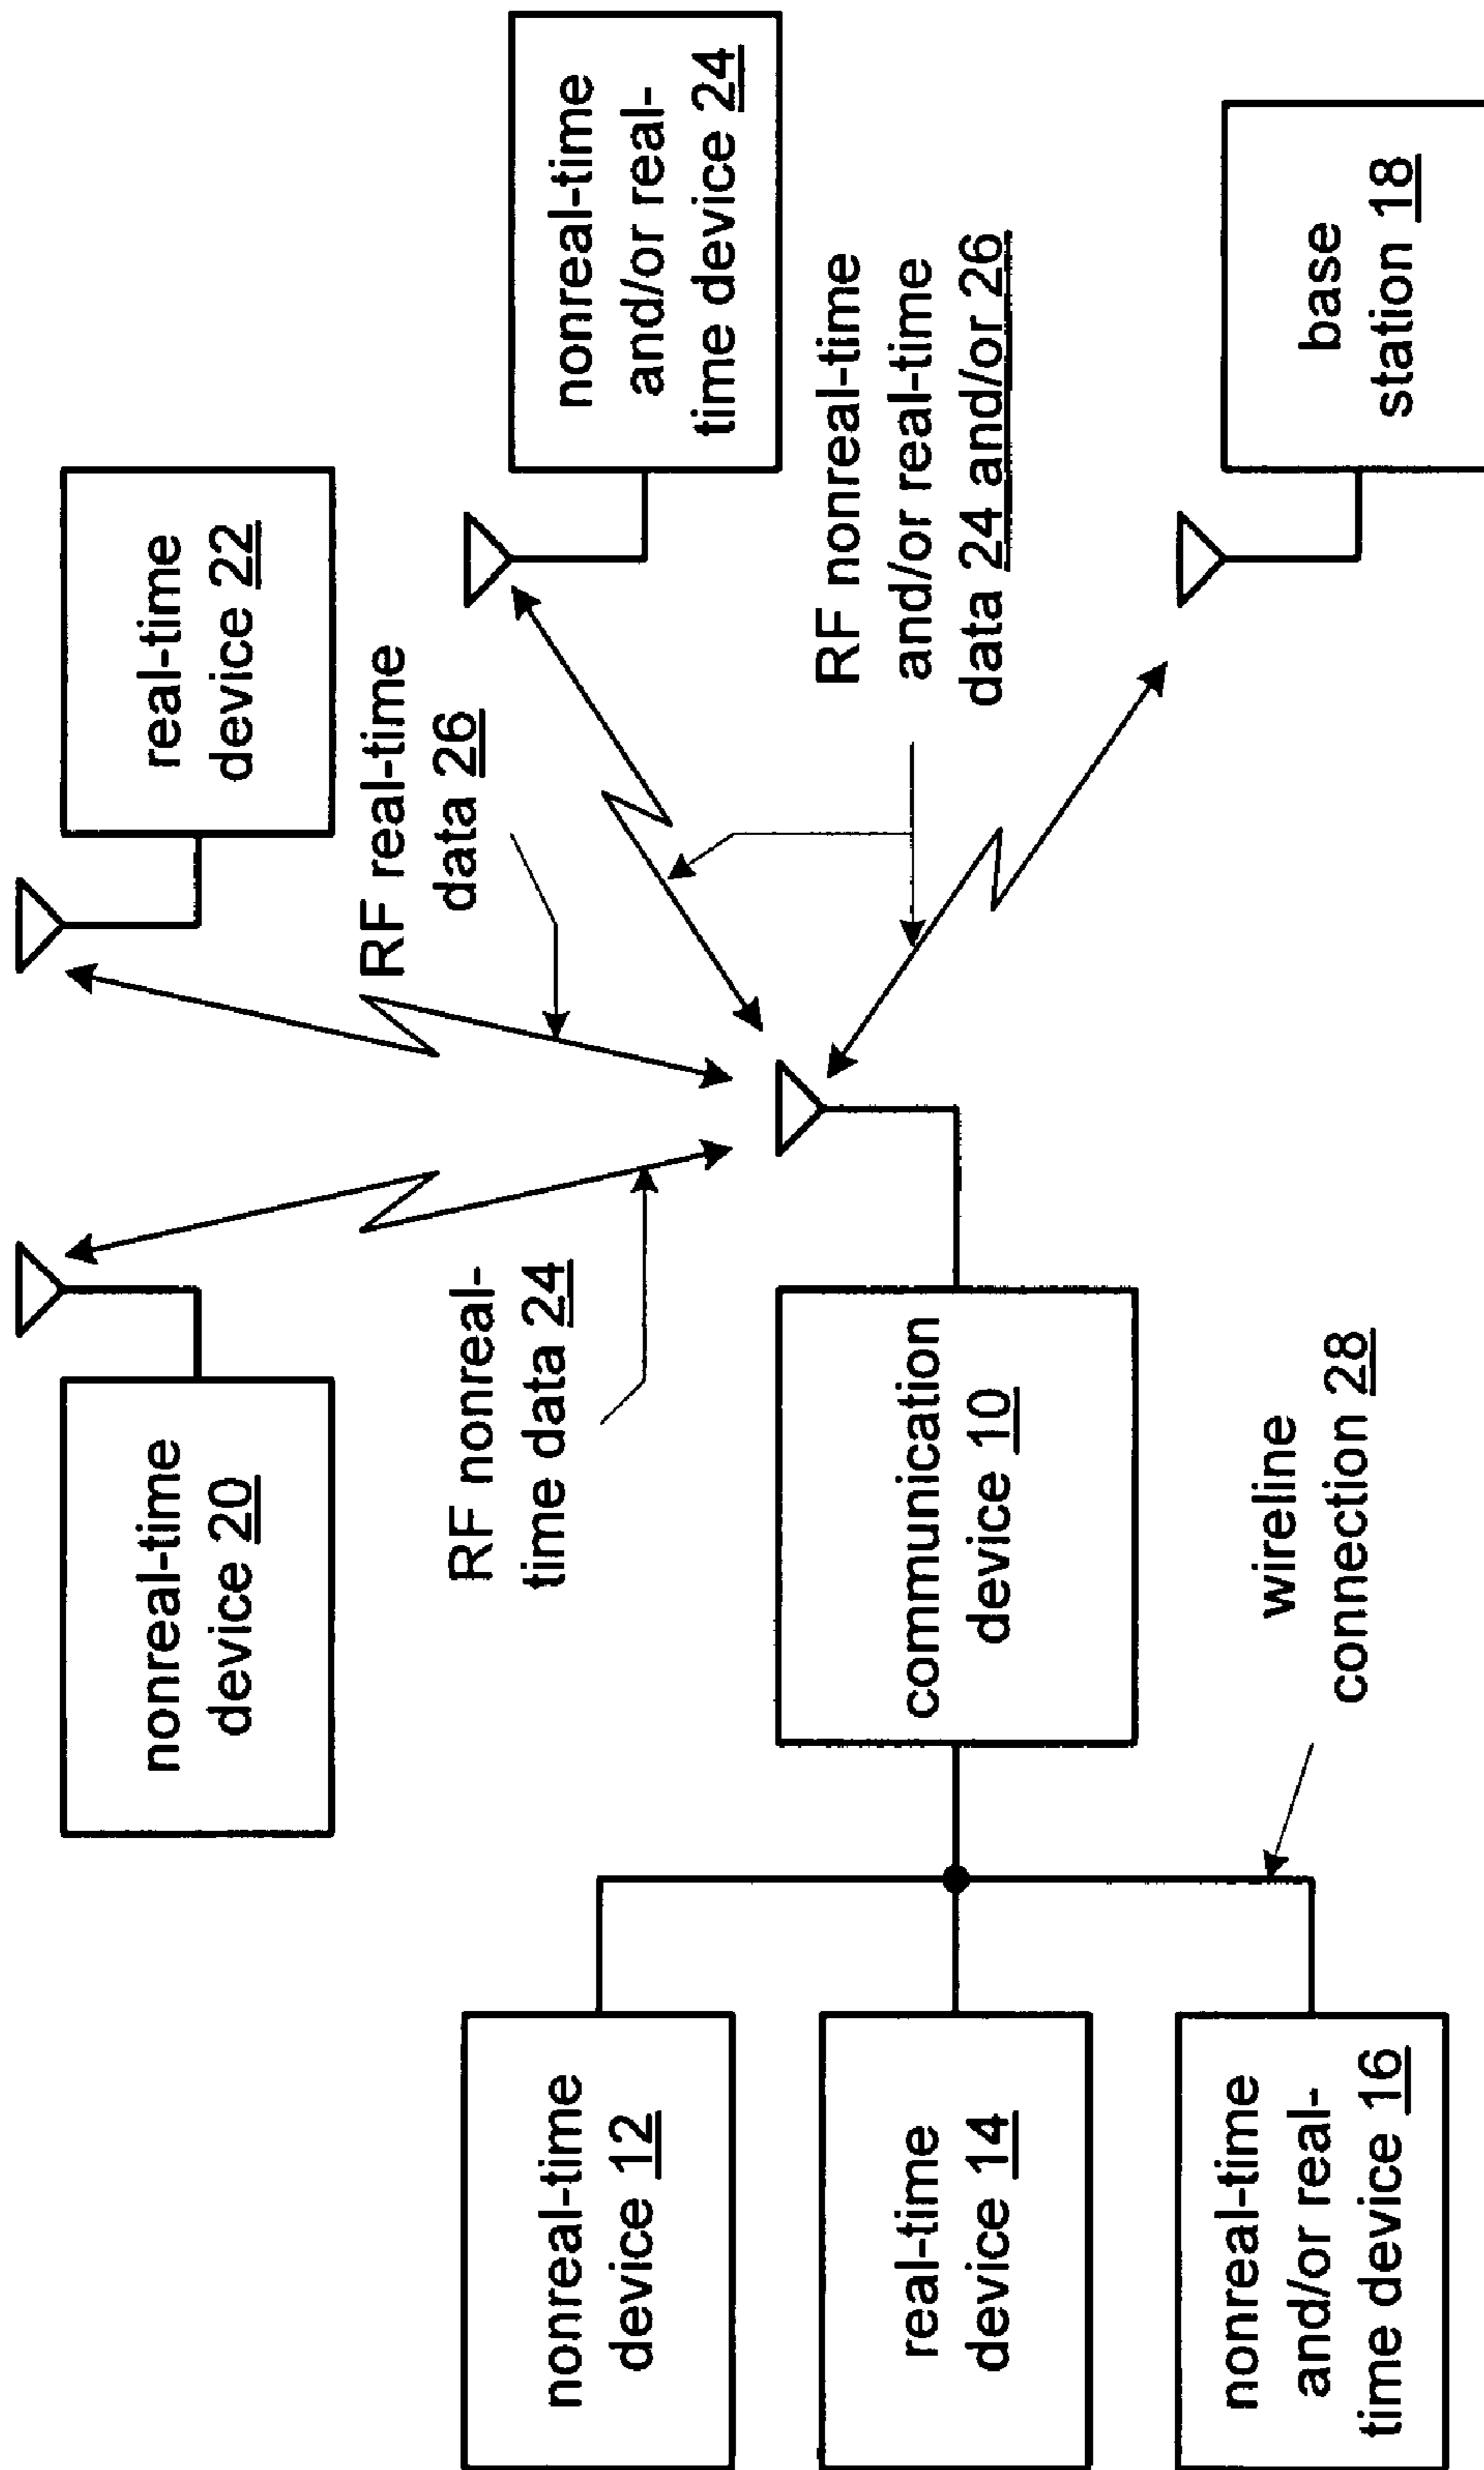 nonreal-time
device 20
real-time
device 22
RF real-time
data 26
RF nonreal-
time data 24
nonreal-time
and/or real-
time device 24
nonreal-time
device 12
real-time
device 14
nonreal-time
and/or real-
time device 16
communication
device 10
RF nonreal-time
and/or real-time
data 24 and/or 26
wireline
connection 28
base
station 18